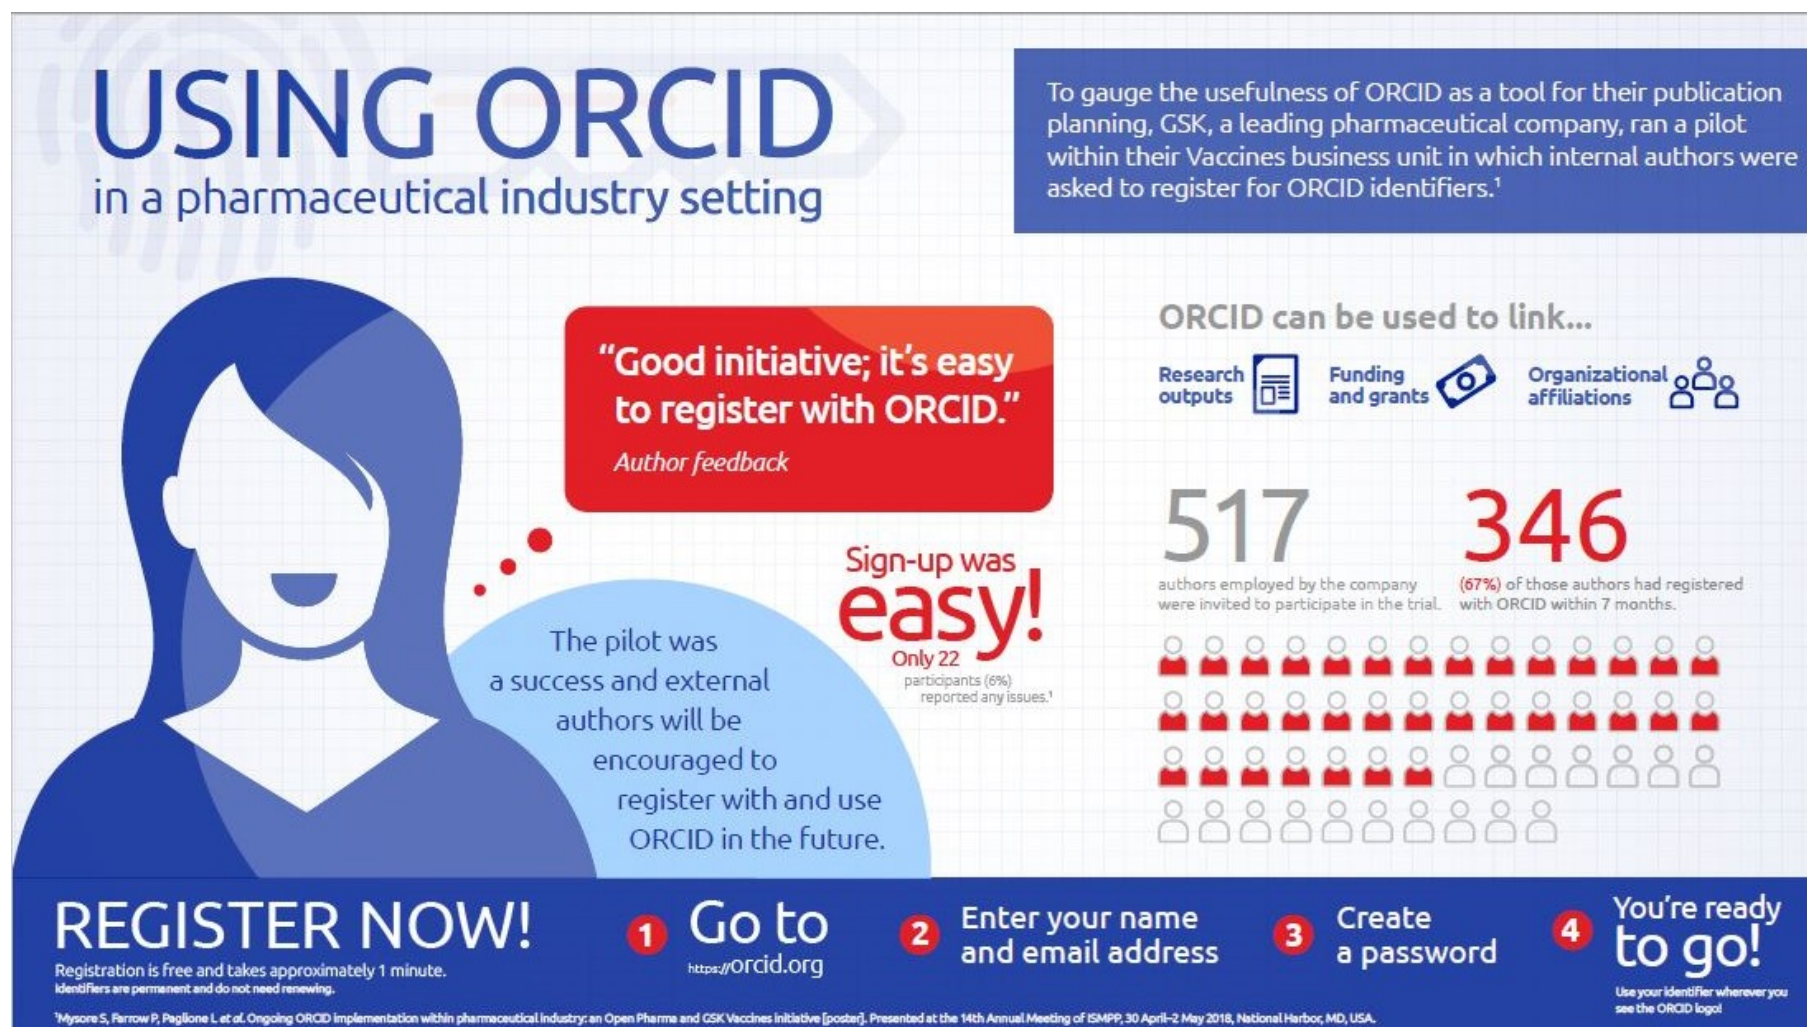 USING ORCID
in a pharmaceutical industry setting
To gauge the usefulness of ORCID as a tool for their publication
planning, GSK, a leading pharmaceutical company, ran a pilot
within their Vaccines business unit in which internal authors were
asked to register for ORCID identifiers.¹
“Good initiative; it’s easy
to register with ORCID.”
Author feedback
Sign-up was
easy!
Only 22
participants (6%)
reported any issues.¹
The pilot was
a success and external
authors will be
encouraged to
register with and use
ORCID in the future.
ORCID can be used to link...
Research
outputs
Funding
and grants
Organizational
affiliations
517
authors employed by the company
were invited to participate in the trial.
346
(67%) of those authors had registered
with ORCID within 7 months.
REGISTER NOW!
Registration is free and takes approximately 1 minute.
Identifiers are permanent and do not need renewing.
1
Go to
https://orcid.org
2
Enter your name
and email address
3
Create
a password
4
You’re ready
to go!
Use your identifier wherever you
see the ORCID logo!
¹Mysore S, Farrow P, Paglione L et al. Ongoing ORCID implementation within pharmaceutical industry: an Open Pharma and GSK Vaccines initiative [poster]. Presented at the 14th Annual Meeting of ISMPP, 30 April–2 May 2018, National Harbor, MD, USA.